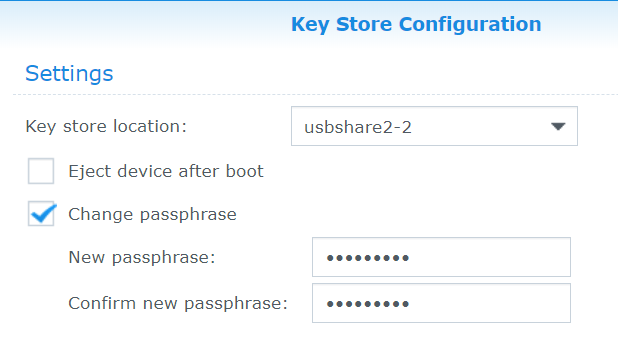 Key Store Configuration
Settings
Key store location: usbshare2-2
Eject device after boot
Change passphrase
New passphrase: •••••••••
Confirm new passphrase: •••••••••